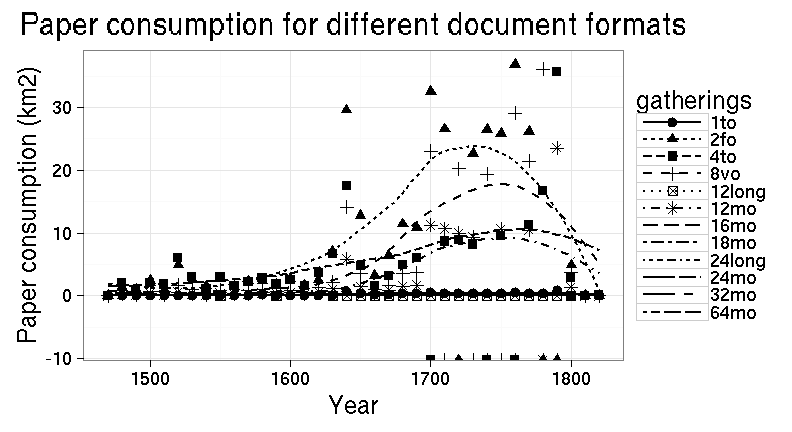 Paper consumption for different document formats
Paper consumption (km2)
30
20
10
0
-10
1500
1600
1700
1800
Year
gatherings
1to
2fo
4to
8vo
12long
12mo
16mo
18mo
24long
24mo
32mo
64mo